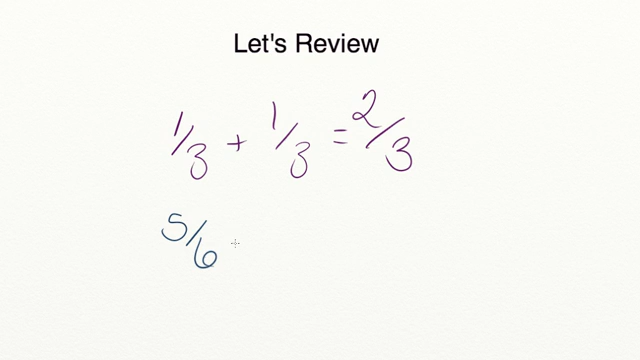 Let's Review
1/3 + 1/3 = 2/3
5/6